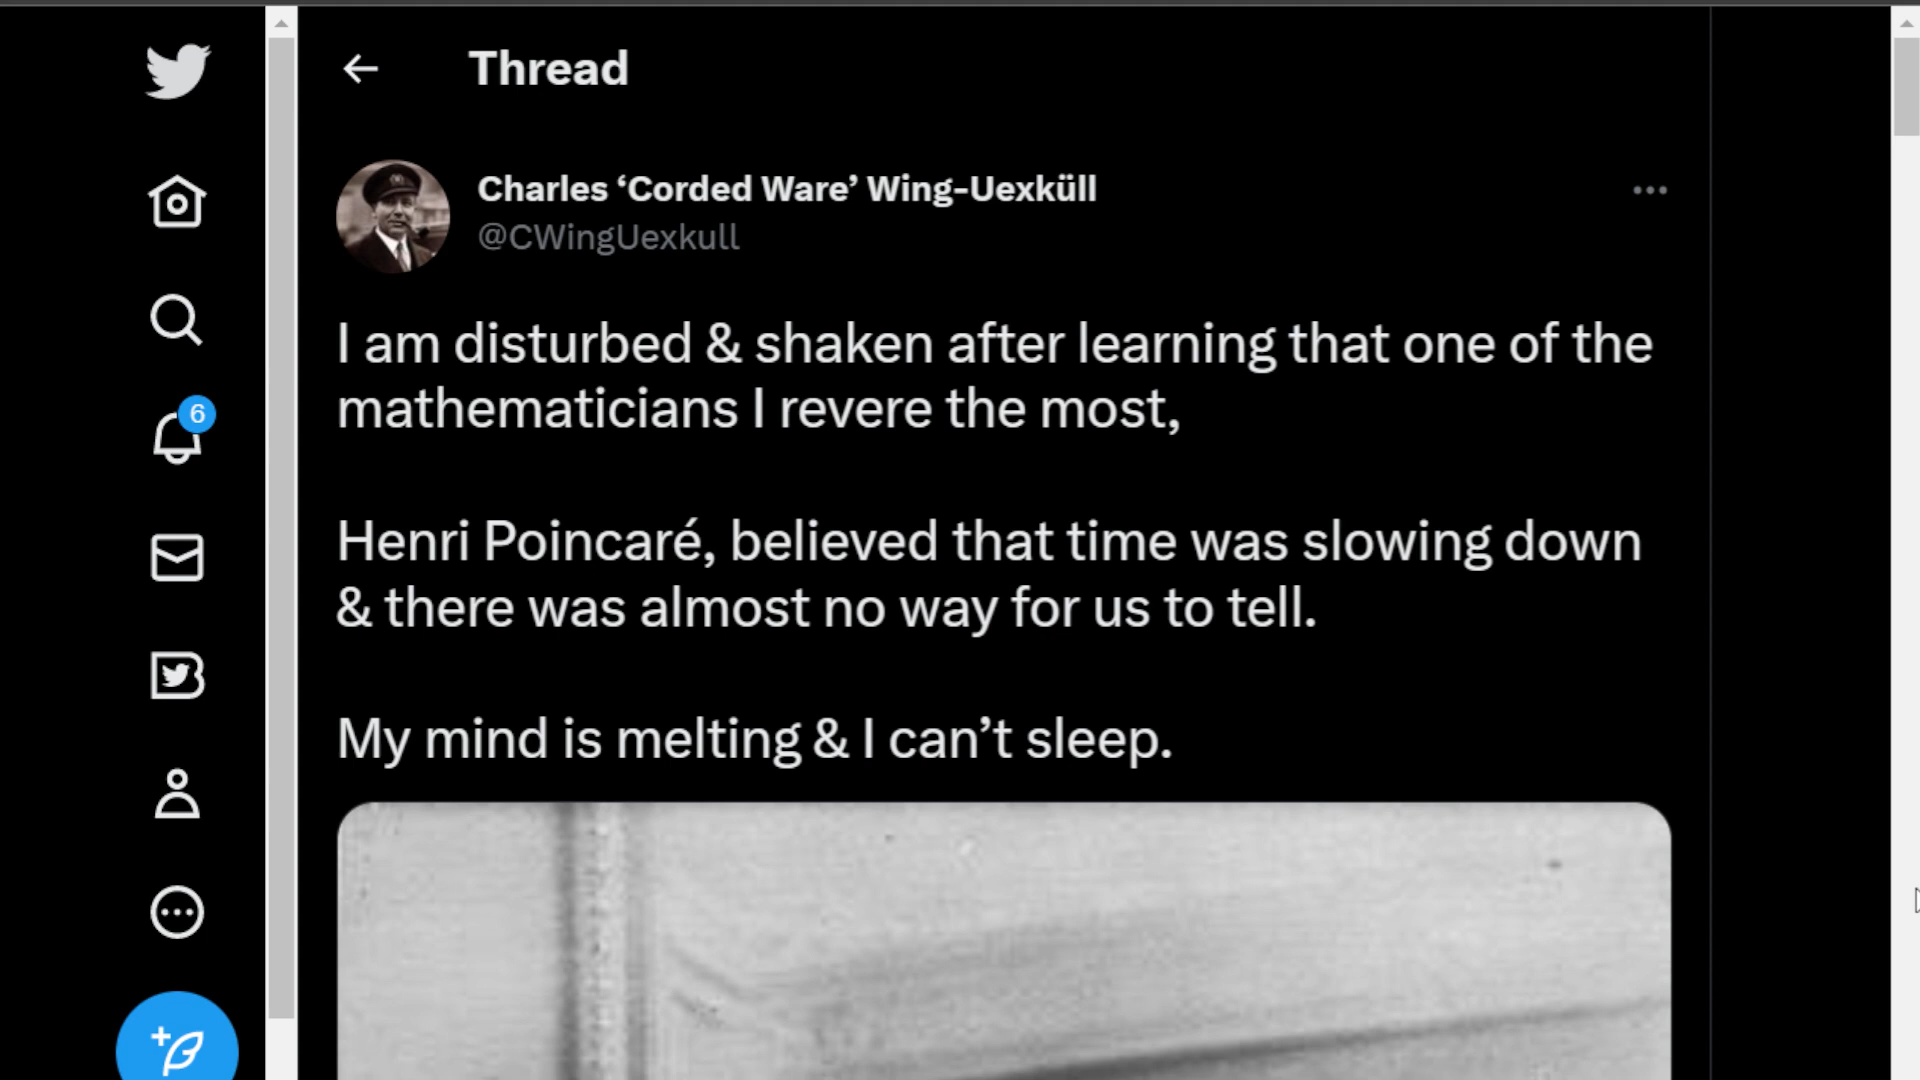 Thread
Charles ‘Corded Ware’ Wing-Uexküll
@CWingUexkull
I am disturbed & shaken after learning that one of the
mathematicians I revere the most,
Henri Poincaré, believed that time was slowing down
& there was almost no way for us to tell.
My mind is melting & I can’t sleep.
6